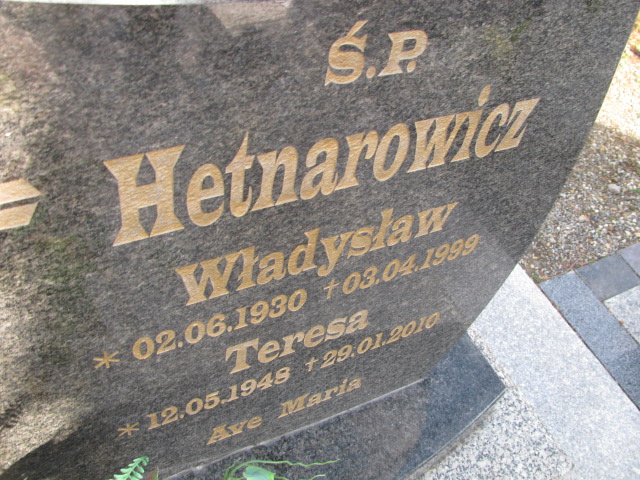 Ś.P.
Hetnarowicz
Władysław
* 02.06.1930 † 03.04.1999
Teresa
* 12.05.1948 † 29.01.2010
Ave Maria